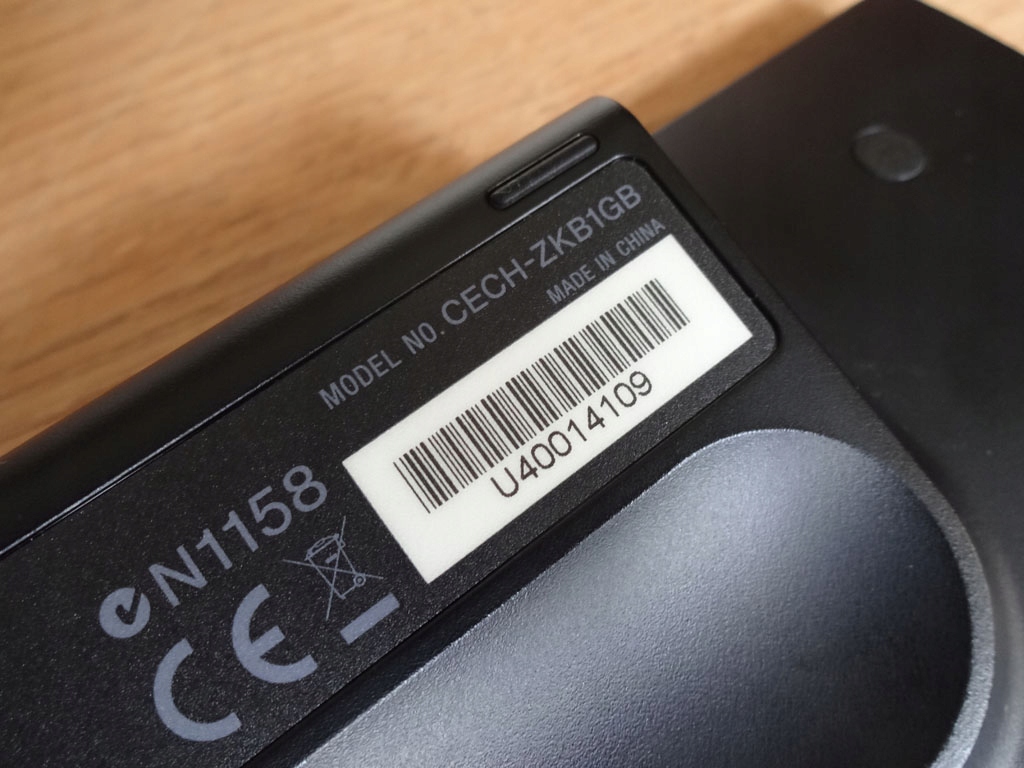 MODEL NO. CECH-ZKB1GB
MADE IN CHINA
U40014109
N1158
CE